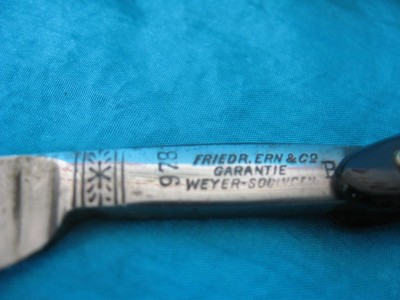 978
FRIEDR. ERN & CO
GARANTIE
WEYER-SOLINGEN